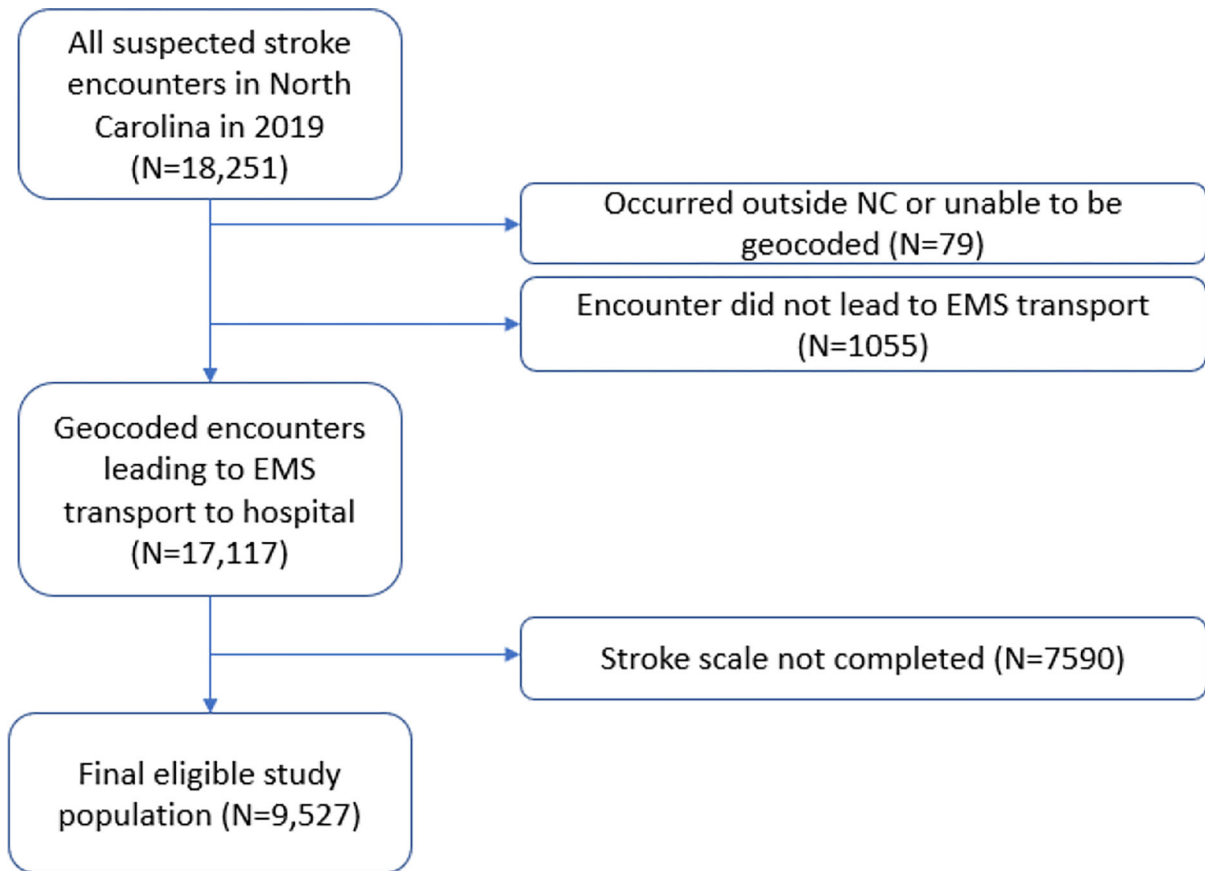 All suspected stroke
encounters in North
Carolina in 2019
(N=18,251)
Occurred outside NC or unable to be
geocoded (N=79)
Encounter did not lead to EMS transport
(N=1055)
Geocoded encounters
leading to EMS
transport to hospital
(N=17,117)
Stroke scale not completed (N=7590)
Final eligible study
population (N=9,527)